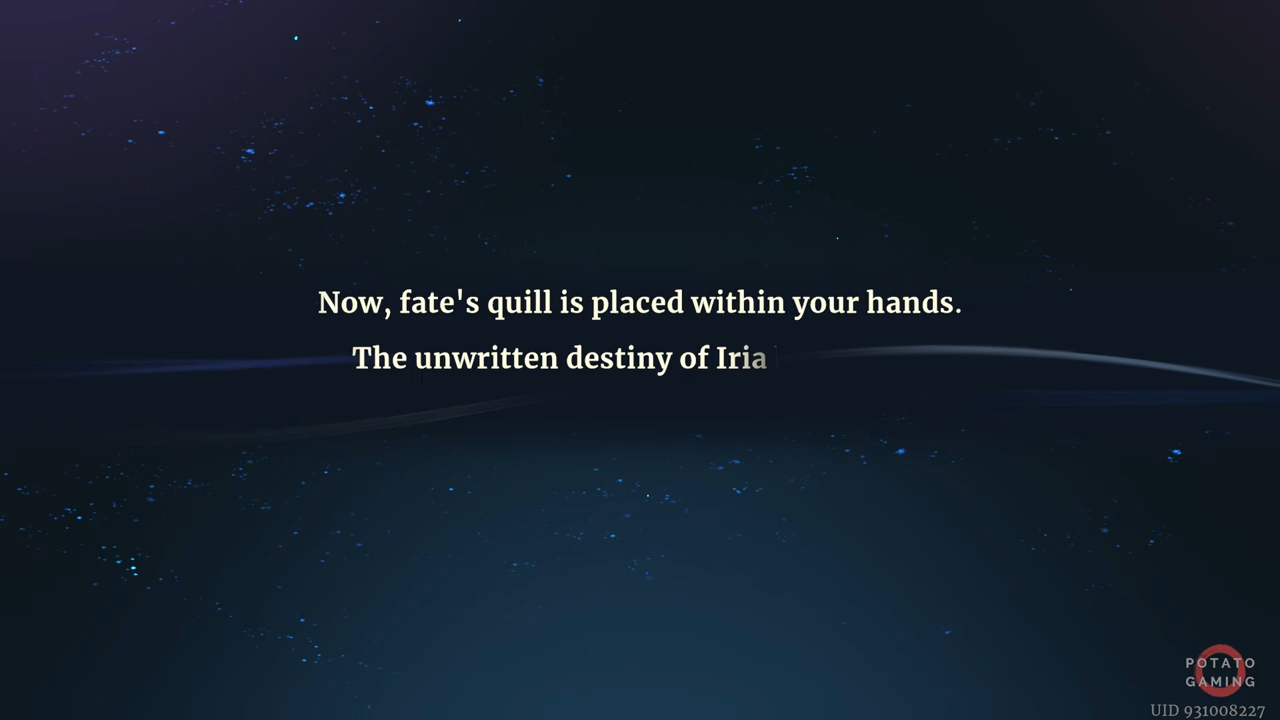 Now, fate's quill is placed within your hands.
The unwritten destiny of Iria
POTATO
GAMING
UID 931008227